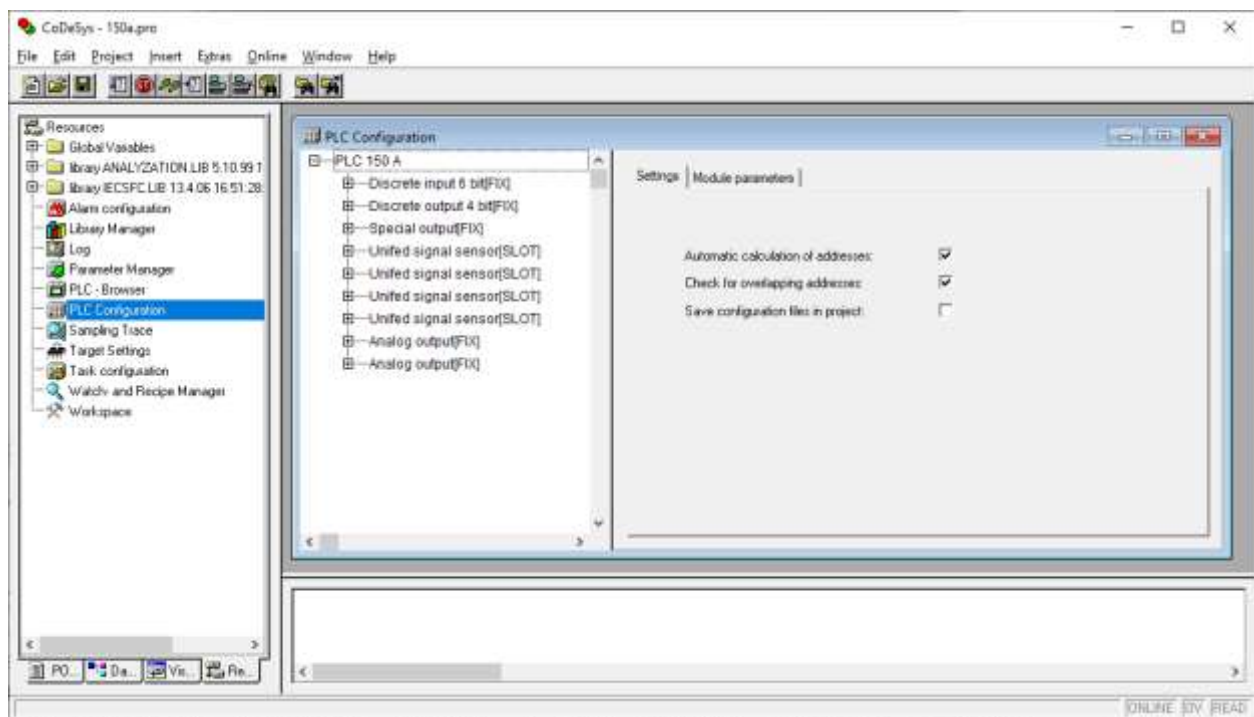 CoDeSys - 150a.pro
File Edit Project Insert Extras Online Window Help
Resources
Global Variables
library ANALYZATION.LIB 5.10.99 1
library IECSFC.LIB 13.4.06 16:51:28
Alarm configuration
Library Manager
Log
Parameter Manager
PLC - Browser
PLC Configuration
Sampling Trace
Target Settings
Task configuration
Watch- and Recipe Manager
Workspace
PO...
Da...
Vis...
Re...
PLC Configuration
PLC 150 A
Discrete input 6 bit[FIX]
Discrete output 4 bit[FIX]
Special output[FIX]
Unifed signal sensor[SLOT]
Unifed signal sensor[SLOT]
Unifed signal sensor[SLOT]
Unifed signal sensor[SLOT]
Analog output[FIX]
Analog output[FIX]
Settings Module parameters
Automatic calculation of addresses:
Check for overlapping addresses:
Save configuration files in project:
ONLINE OV READ